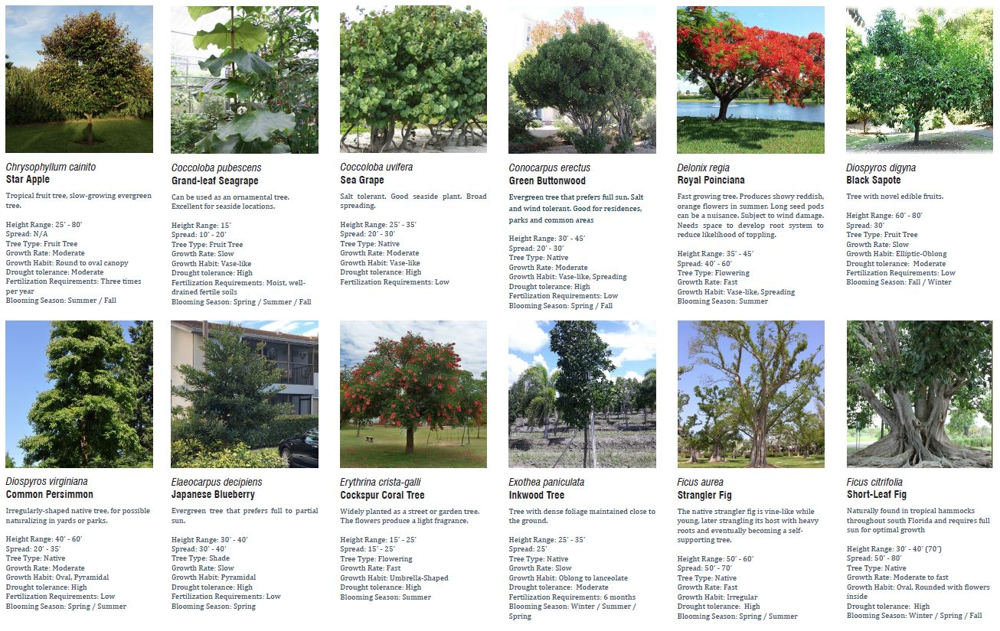 Chrysophyllum cainito
Star Apple
Tropical fruit tree, slow-growing evergreen
tree.
Height Range: 25' - 80'
Spread: N/A
Tree Type: Fruit Tree
Growth Rate: Moderate
Growth Habit: Round to oval canopy
Drought tolerance: Moderate
Fertilization Requirements: Three times
per year
Blooming Season: Summer / Fall
Coccoloba pubescens
Grand-leaf Seagrape
Can be used as an ornamental tree.
Excellent for seaside locations.
Height Range: 15'
Spread: 10' - 20'
Tree Type: Fruit Tree
Growth Rate: Slow
Growth Habit: Vase-like
Drought tolerance: High
Fertilization Requirements: Moist, well-
drained fertile soils
Blooming Season: Spring / Summer / Fall
Coccoloba uvifera
Sea Grape
Salt tolerant. Good seaside plant. Broad
spreading.
Height Range: 25' - 35'
Spread: 20' - 30'
Tree Type: Native
Growth Rate: Moderate
Growth Habit: Vase-like
Drought tolerance: High
Fertilization Requirements: Low
Conocarpus erectus
Green Buttonwood
Evergreen tree that prefers full sun. Salt
and wind tolerant. Good for residences,
parks and common areas
Height Range: 30' - 45'
Spread: 20' - 30'
Tree Type: Native
Growth Rate: Moderate
Growth Habit: Vase-like, Spreading
Drought tolerance: High
Fertilization Requirements: Low
Blooming Season: Spring / Fall
Delonix regia
Royal Poinciana
Fast growing tree. Produces showy reddish,
orange flowers in summer. Long seed pods
can be a nuisance. Subject to wind damage.
Needs space to develop root system to
reduce likelihood of toppling.
Height Range: 35' - 45'
Spread: 40' - 60'
Tree Type: Flowering
Growth Rate: Fast
Growth Habit: Vase-like, Spreading
Blooming Season: Summer
Diospyros digyna
Black Sapote
Tree with novel edible fruits.
Height Range: 60' - 80'
Spread: 30'
Tree Type: Fruit Tree
Growth Rate: Slow
Growth Habit: Elliptic-Oblong
Drought tolerance: Moderate
Fertilization Requirements: Low
Blooming Season: Fall / Winter
Diospyros virginiana
Common Persimmon
Irregularly-shaped native tree, for possible
naturalizing in yards or parks.
Height Range: 40' - 60'
Spread: 20' - 35'
Tree Type: Native
Growth Rate: Moderate
Growth Habit: Oval, Pyramidal
Drought tolerance: High
Fertilization Requirements: Low
Blooming Season: Spring / Summer
Elaeocarpus decipiens
Japanese Blueberry
Evergreen tree that prefers full to partial
sun.
Height Range: 30' - 40'
Spread: 30' - 40'
Tree Type: Shade
Growth Rate: Slow
Growth Habit: Pyramidal
Drought tolerance: High
Fertilization Requirements: Low
Blooming Season: Spring
Erythrina crista-galli
Cockspur Coral Tree
Widely planted as a street or garden tree.
The flowers produce a light fragrance.
Height Range: 15' - 25'
Spread: 15' - 25'
Tree Type: Flowering
Growth Rate: Fast
Growth Habit: Umbrella-Shaped
Drought tolerance: High
Blooming Season: Summer
Exothea paniculata
Inkwood Tree
Tree with dense foliage maintained close to
the ground.
Height Range: 25' - 35'
Spread: 25'
Tree Type: Native
Growth Rate: Slow
Growth Habit: Oblong to lanceolate
Drought tolerance: Moderate
Fertilization Requirements: 6 months
Blooming Season: Winter / Summer /
Spring
Ficus aurea
Strangler Fig
The native strangler fig is vine-like while
young, later strangling its host with heavy
roots and eventually becoming a self-
supporting tree.
Height Range: 50' - 60'
Spread: 50' - 70'
Tree Type: Native
Growth Rate: Fast
Growth Habit: Irregular
Drought tolerance: High
Blooming Season: Spring / Summer
Ficus citrifolia
Short-Leaf Fig
Naturally found in tropical hammocks
throughout south Florida and requires full
sun for optimal growth
Height Range: 30' - 40' (70')
Spread: 50' - 80'
Tree Type: Native
Growth Rate: Moderate to fast
Growth Habit: Oval, Rounded with flowers
inside
Drought tolerance: High
Blooming Season: Winter / Spring / Fall